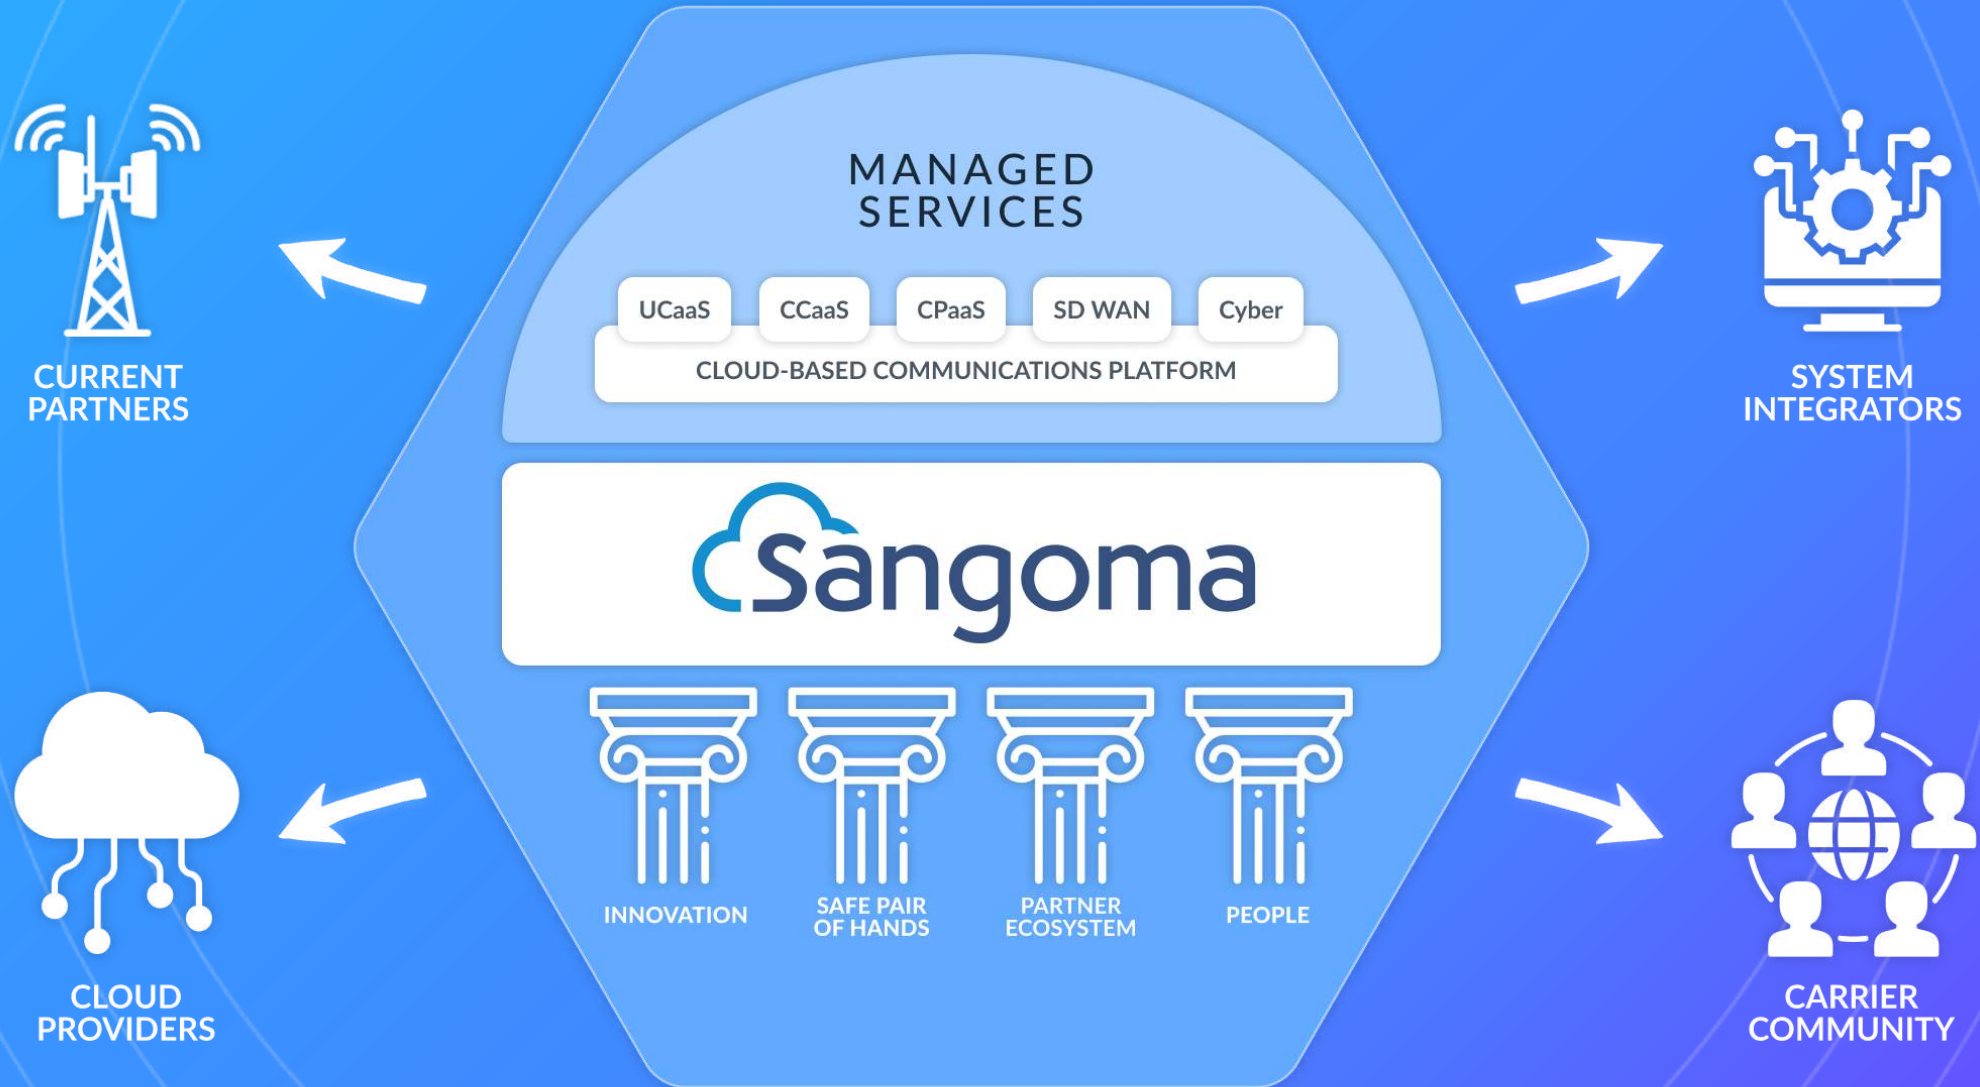 MANAGED
SERVICES
UCaaS
CCaaS
CPaaS
SD WAN
Cyber
CLOUD-BASED COMMUNICATIONS PLATFORM
CURRENT
PARTNERS
SYSTEM
INTEGRATORS
Sangoma
INNOVATION
SAFE PAIR
OF HANDS
PARTNER
ECOSYSTEM
PEOPLE
CLOUD
PROVIDERS
CARRIER
COMMUNITY